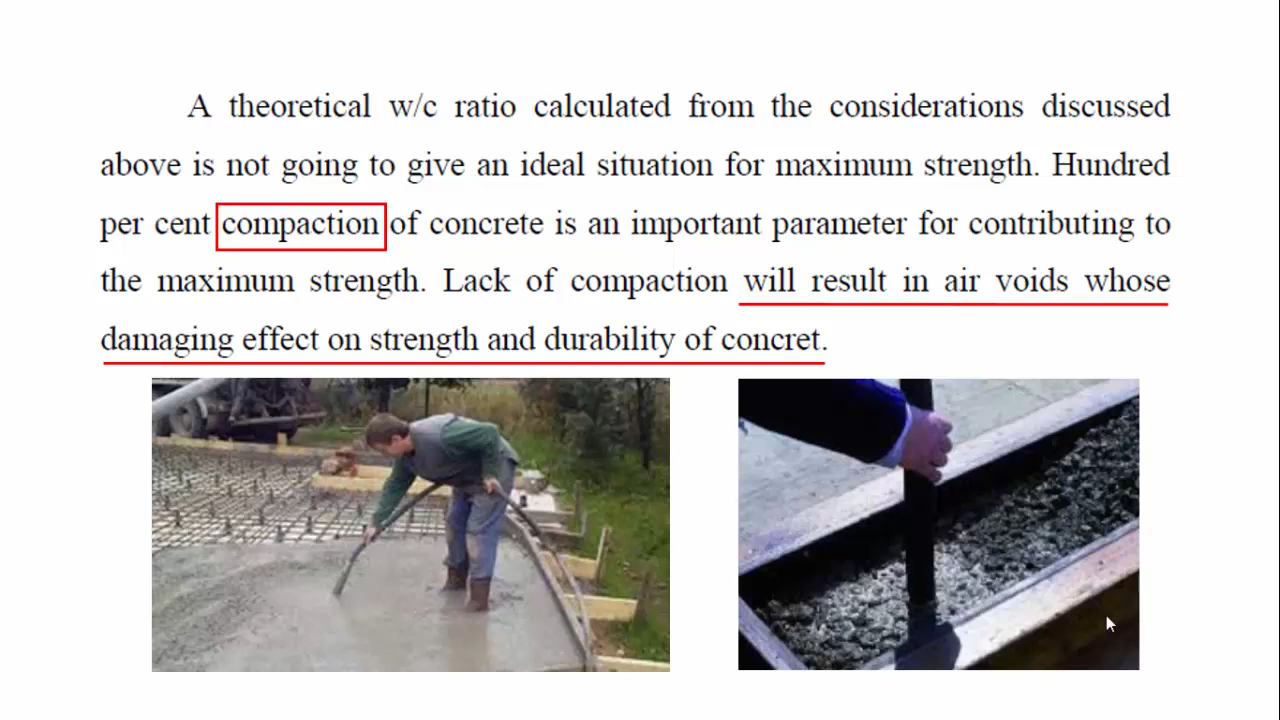 A theoretical w/c ratio calculated from the considerations discussed
above is not going to give an ideal situation for maximum strength. Hundred
per cent compaction of concrete is an important parameter for contributing to
the maximum strength. Lack of compaction will result in air voids whose
damaging effect on strength and durability of concret.